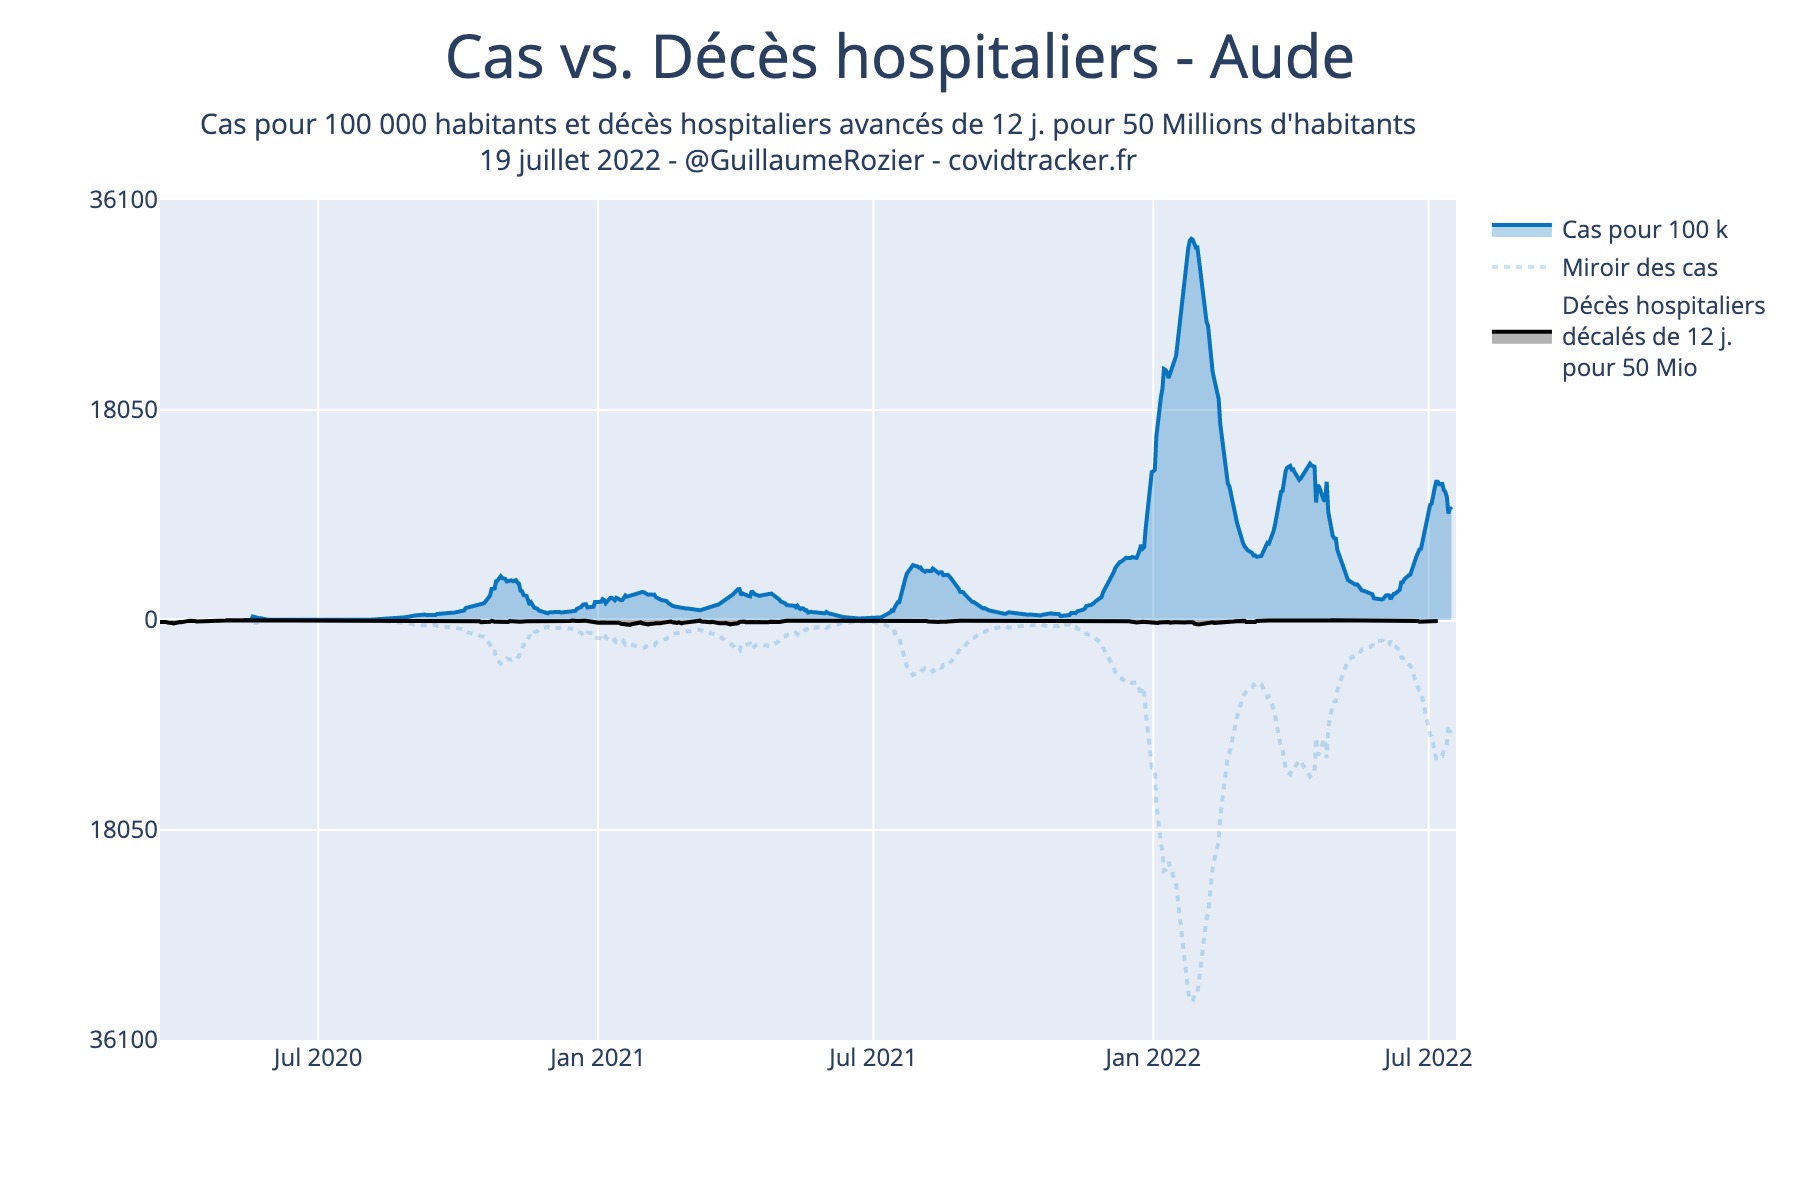 Cas vs. Décès hospitaliers - Aude
Cas pour 100 000 habitants et décès hospitaliers avancés de 12 j. pour 50 Millions d'habitants
19 juillet 2022 - @GuillaumeRozier - covidtracker.fr
36100
18050
0
18050
36100
Jul 2020
Jan 2021
Jul 2021
Jan 2022
Jul 2022
Cas pour 100 k
Miroir des cas
Décès hospitaliers
décalés de 12 j.
pour 50 Mio